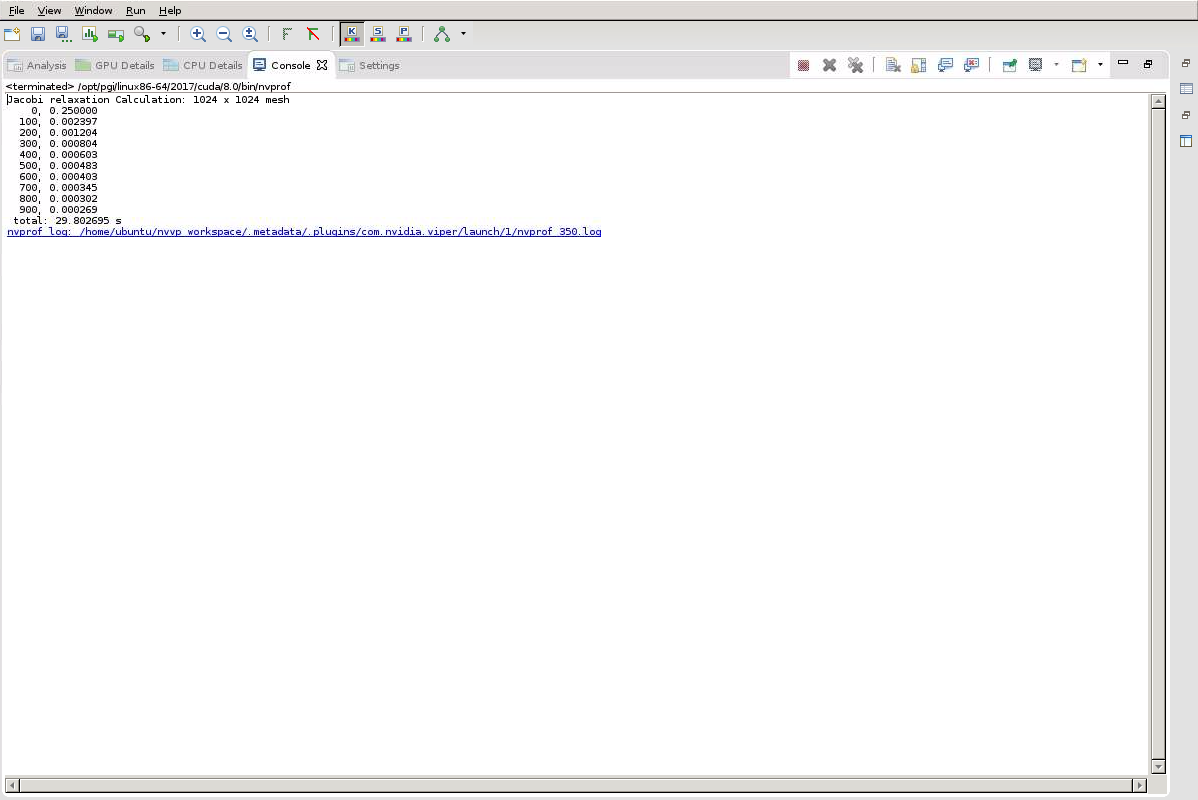 File View Window Run Help
K S P
Analysis GPU Details CPU Details Console Settings
<terminated> /opt/pgi/linux86-64/2017/cuda/8.0/bin/nvprof
Jacobi relaxation Calculation: 1024 x 1024 mesh
0, 0.250000
100, 0.002397
200, 0.001204
300, 0.000804
400, 0.000603
500, 0.000483
600, 0.000403
700, 0.000345
800, 0.000302
900, 0.000269
total: 29.802695 s
nvprof log: /home/ubuntu/nvvp_workspace/.metadata/.plugins/com.nvidia.viper/launch/1/nvprof_350.log